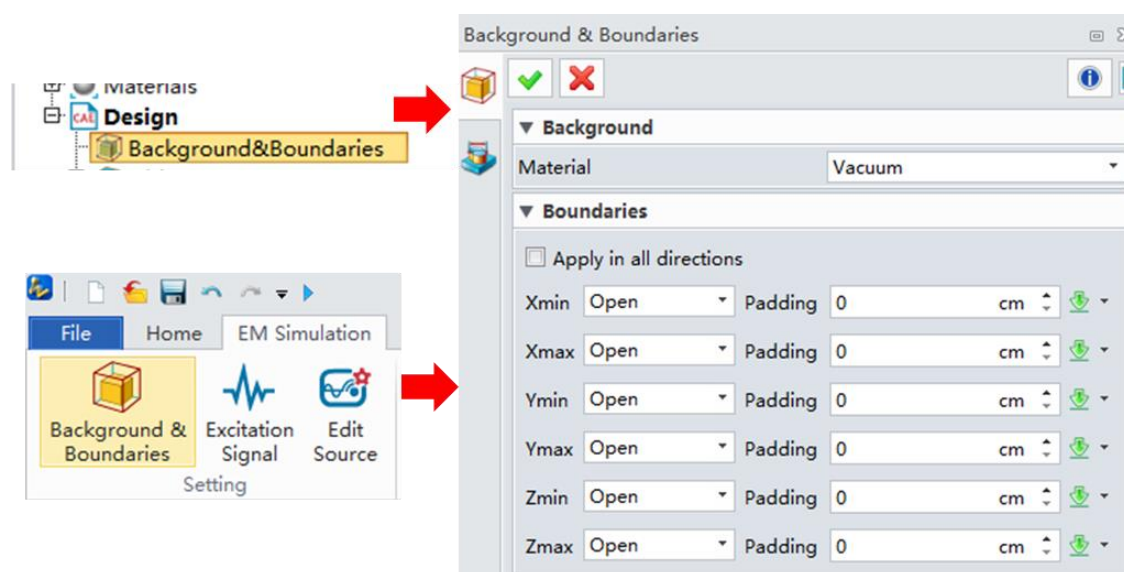 Materials
Design
Background&Boundaries
File Home EM Simulation
Background & Boundaries
Excitation Signal
Edit Source
Setting
Background & Boundaries
Background
Material Vacuum
Boundaries
Apply in all directions
Xmin Open Padding 0 cm
Xmax Open Padding 0 cm
Ymin Open Padding 0 cm
Ymax Open Padding 0 cm
Zmin Open Padding 0 cm
Zmax Open Padding 0 cm